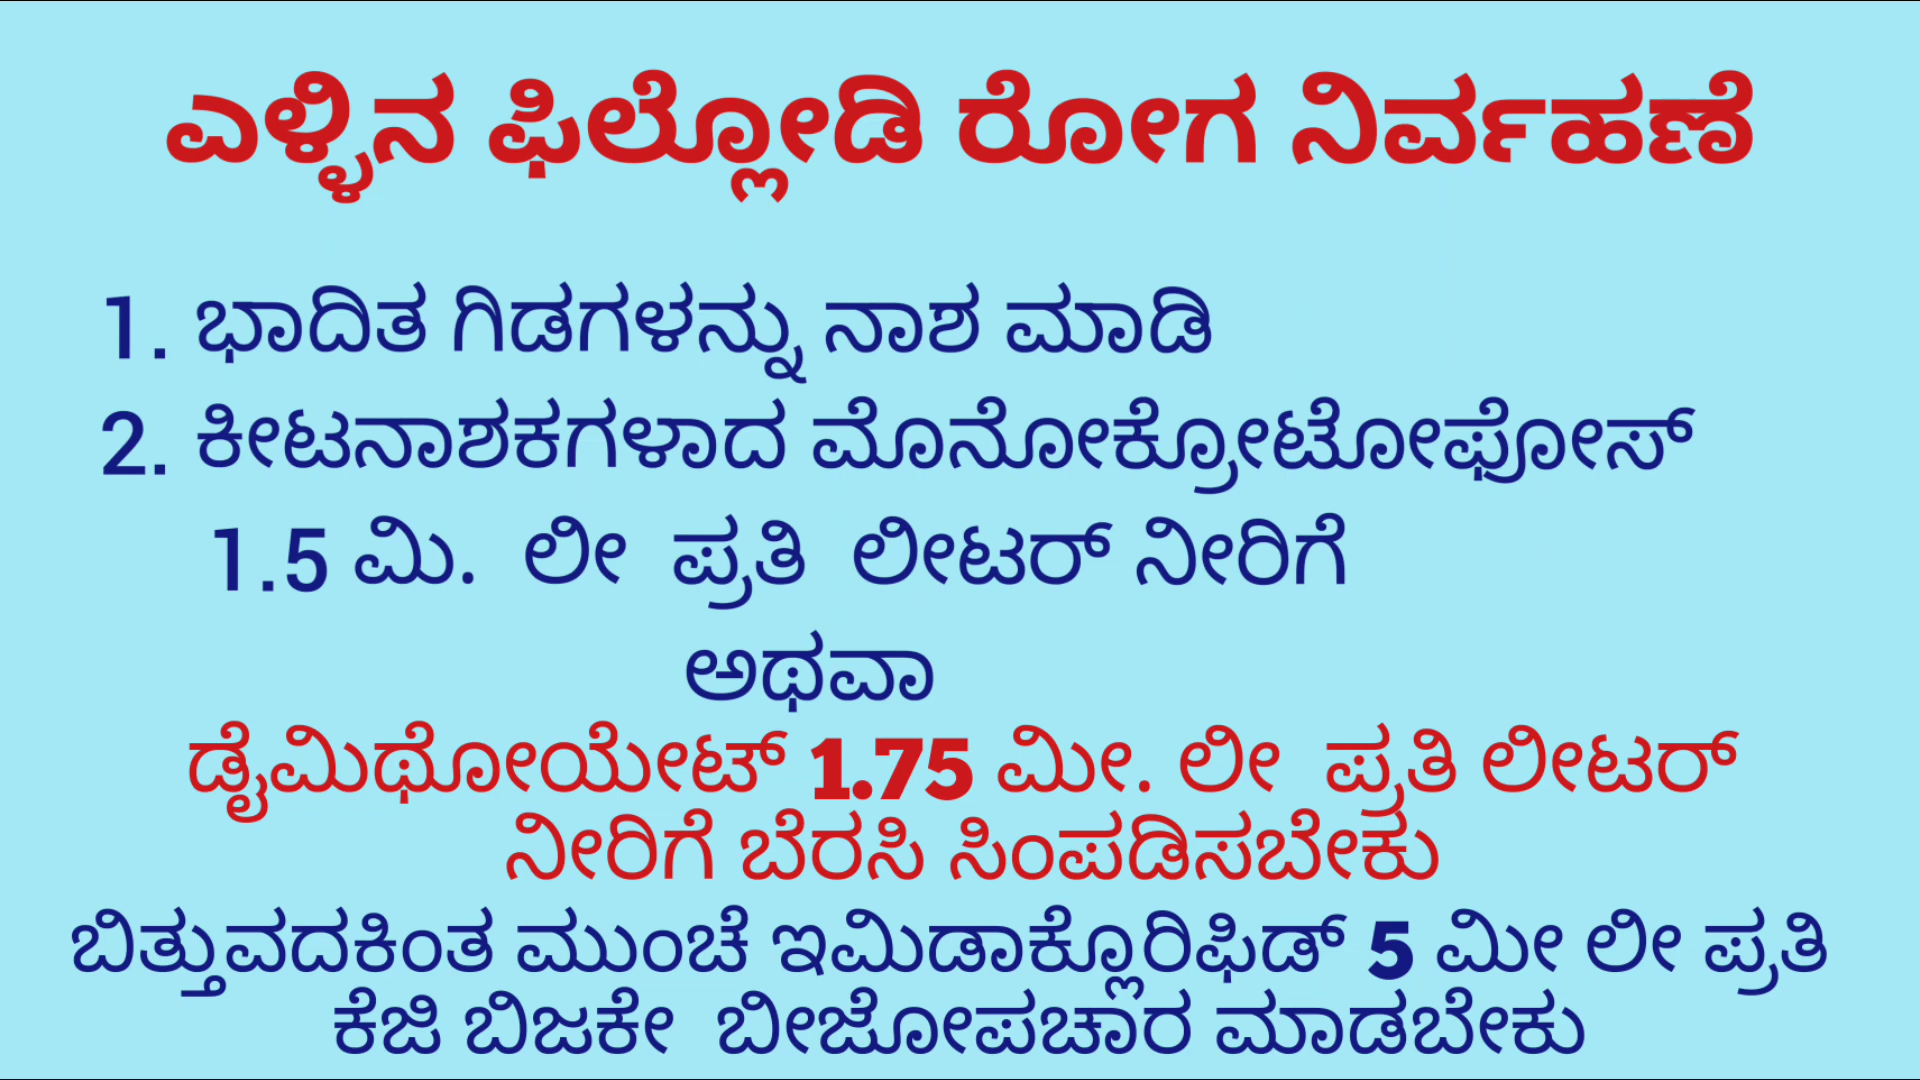 ಎಳ್ಳಿನ ಫಿಲ್ಲೋಡಿ ರೋಗ ನಿರ್ವಹಣೆ
1. ಭಾದಿತ ಗಿಡಗಳನ್ನು ನಾಶ ಮಾಡಿ
2. ಕೀಟನಾಶಕಗಳಾದ ಮೊನೋಕ್ರೋಟೋಫೋಸ್
1.5 ಮಿ. ಲೀ ಪ್ರತಿ ಲೀಟರ್ ನೀರಿಗೆ
ಅಥವಾ
ಡೈಮಿಥೋಯೇಟ್ 1.75 ಮೀ. ಲೀ ಪ್ರತಿ ಲೀಟರ್
ನೀರಿಗೆ ಬೆರಸಿ ಸಿಂಪಡಿಸಬೇಕು
ಬಿತ್ತುವದಕಿಂತ ಮುಂಚೆ ಇಮಿಡಾಕ್ಲೊರಿಫಿಡ್ 5 ಮೀ ಲೀ ಪ್ರತಿ
ಕೆಜಿ ಬಿಜಕೇ ಬೀಜೋಪಚಾರ ಮಾಡಬೇಕು